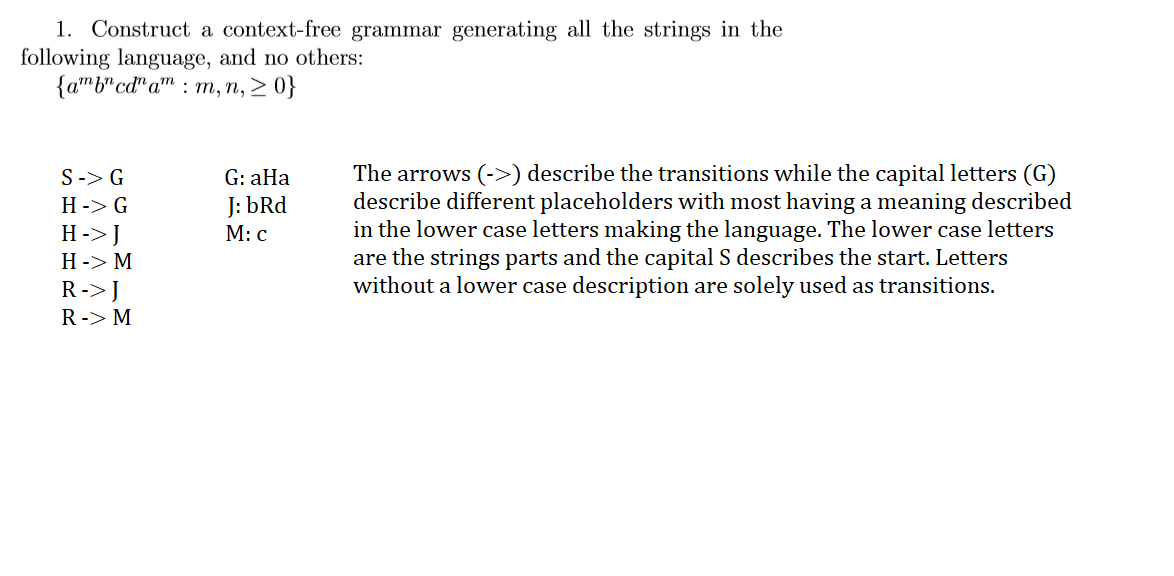 1. Construct a context-free grammar generating all the strings in the
following language, and no others:
{aᵐbⁿcdⁿaᵐ : m, n, ≥ 0}
S -> G
H -> G
H -> J
H -> M
R -> J
R -> M
G: aHa
J: bRd
M: c
The arrows (->) describe the transitions while the capital letters (G)
describe different placeholders with most having a meaning described
in the lower case letters making the language. The lower case letters
are the strings parts and the capital S describes the start. Letters
without a lower case description are solely used as transitions.